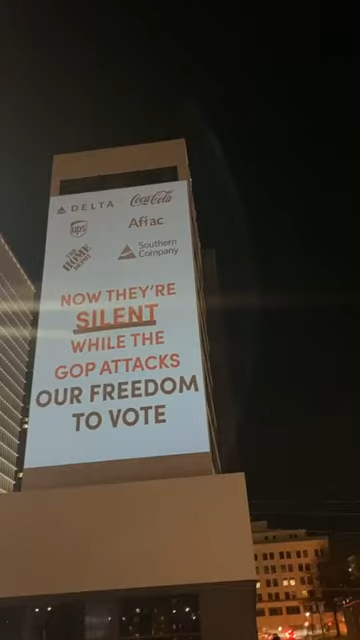 DELTA Coca-Cola
ups Aflac
THE HOME DEPOT Southern Company
NOW THEY'RE
SILENT
WHILE THE
GOP ATTACKS
OUR FREEDOM
TO VOTE